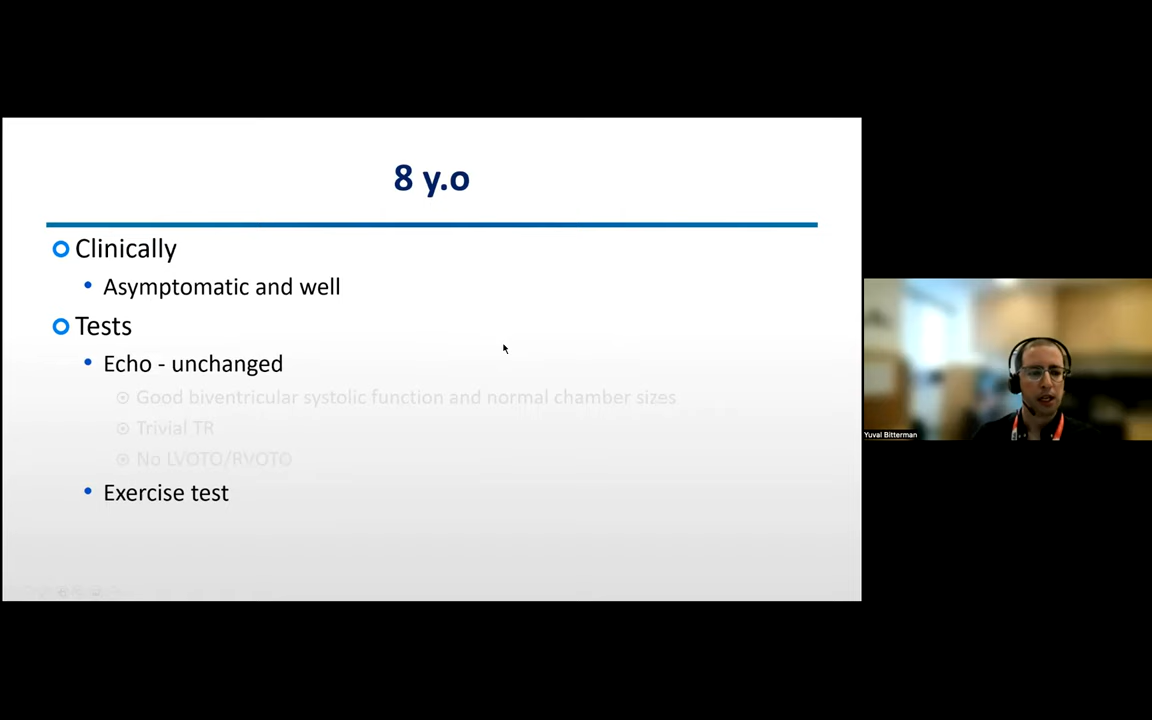 8 y.o
Clinically
Asymptomatic and well
Tests
Echo - unchanged
Good biventricular systolic function and normal chamber sizes
Trivial TR
No LVOTO/RVOTO
Exercise test
Yuval Bitterman